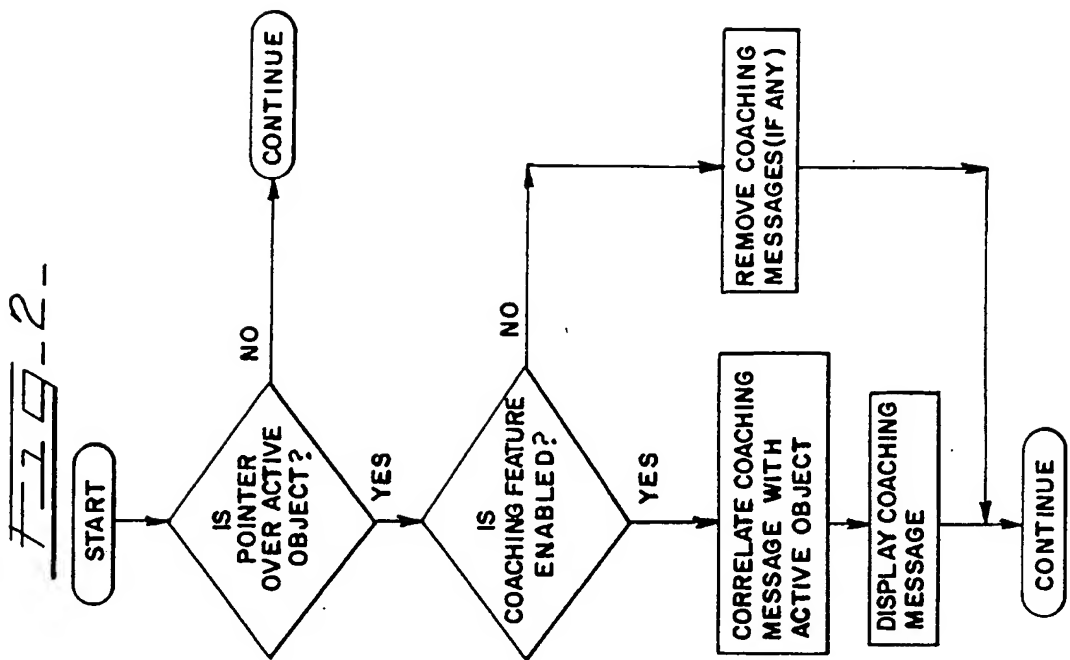 FIG-2-
START
IS
POINTER
OVER ACTIVE
OBJECT?
NO
CONTINUE
YES
IS
COACHING FEATURE
ENABLED?
NO
YES
CORRELATE COACHING
MESSAGE WITH
ACTIVE OBJECT
REMOVE COACHING
MESSAGES(IF ANY)
DISPLAY COACHING
MESSAGE
CONTINUE